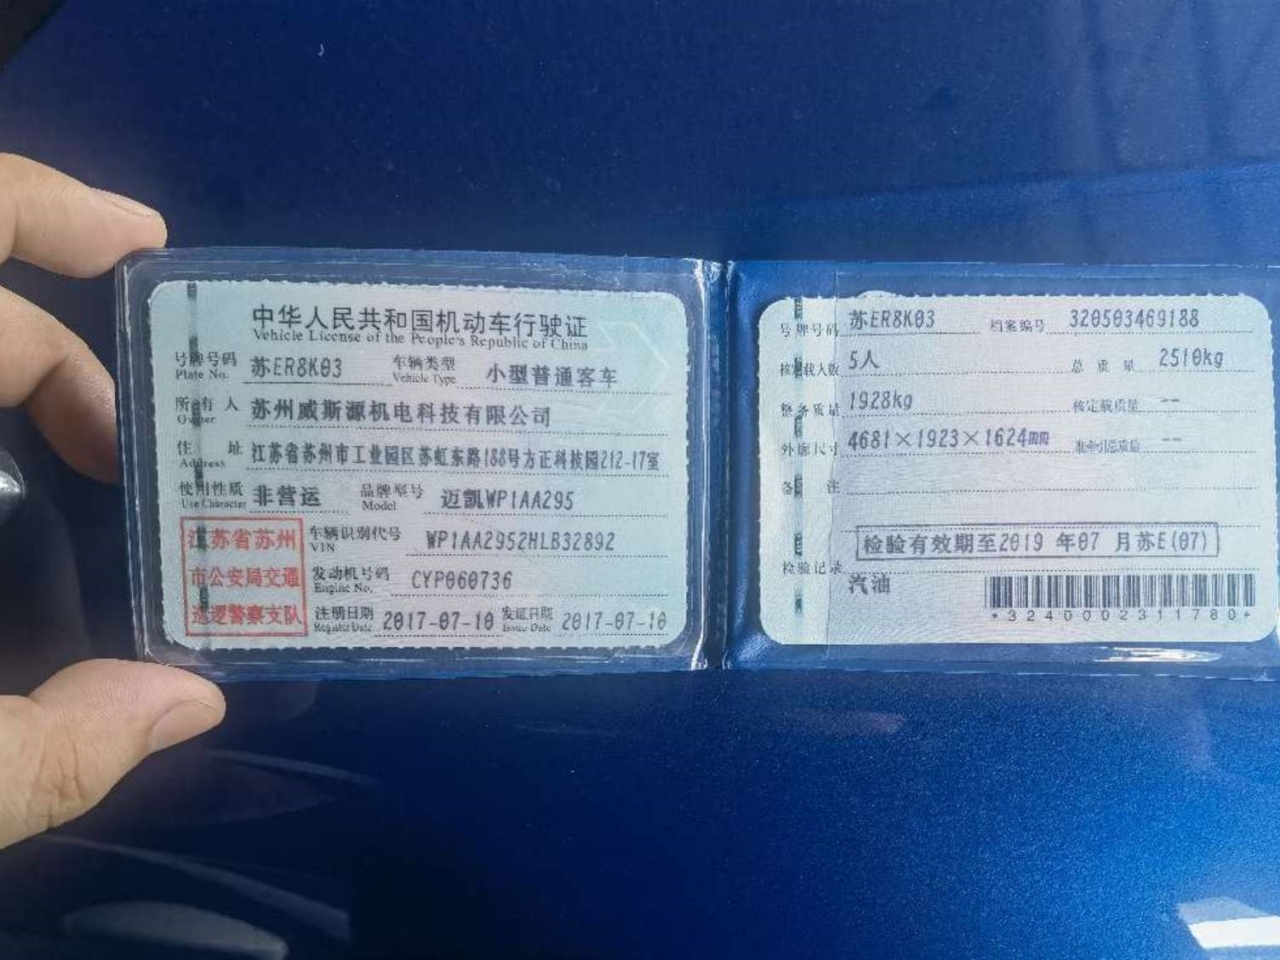 中华人民共和国机动车行驶证
Vehicle License of the People's Republic of China
号牌号码 苏ER8K03 车辆类型 小型普通客车
Plate No. Vehicle Type
所有人 苏州威斯源机电科技有限公司
Owner
住址 江苏省苏州市工业园区苏虹东路188号方正科技园212-17室
Address
使用性质 非营运 品牌型号 迈凯WP1AA295
Use Character Model
江苏省苏州
市公安局交通
巡逻警察支队
车辆识别代号 WP1AA2952HLB32892
VIN
发动机号码 CYP060736
Engine No.
注册日期 2017-07-10 发证日期 2017-07-10
Register Date Issue Date
号牌号码 苏ER8K03 档案编号 320503469188
核定载人数 5人 总质量 2510kg
整备质量 1928kg 核定载质量 --
外廓尺寸 4681×1923×1624 准牵引总质量 --
备注
检验有效期至2019 年07 月苏E(07)
检验记录
汽油
*3240002311780*